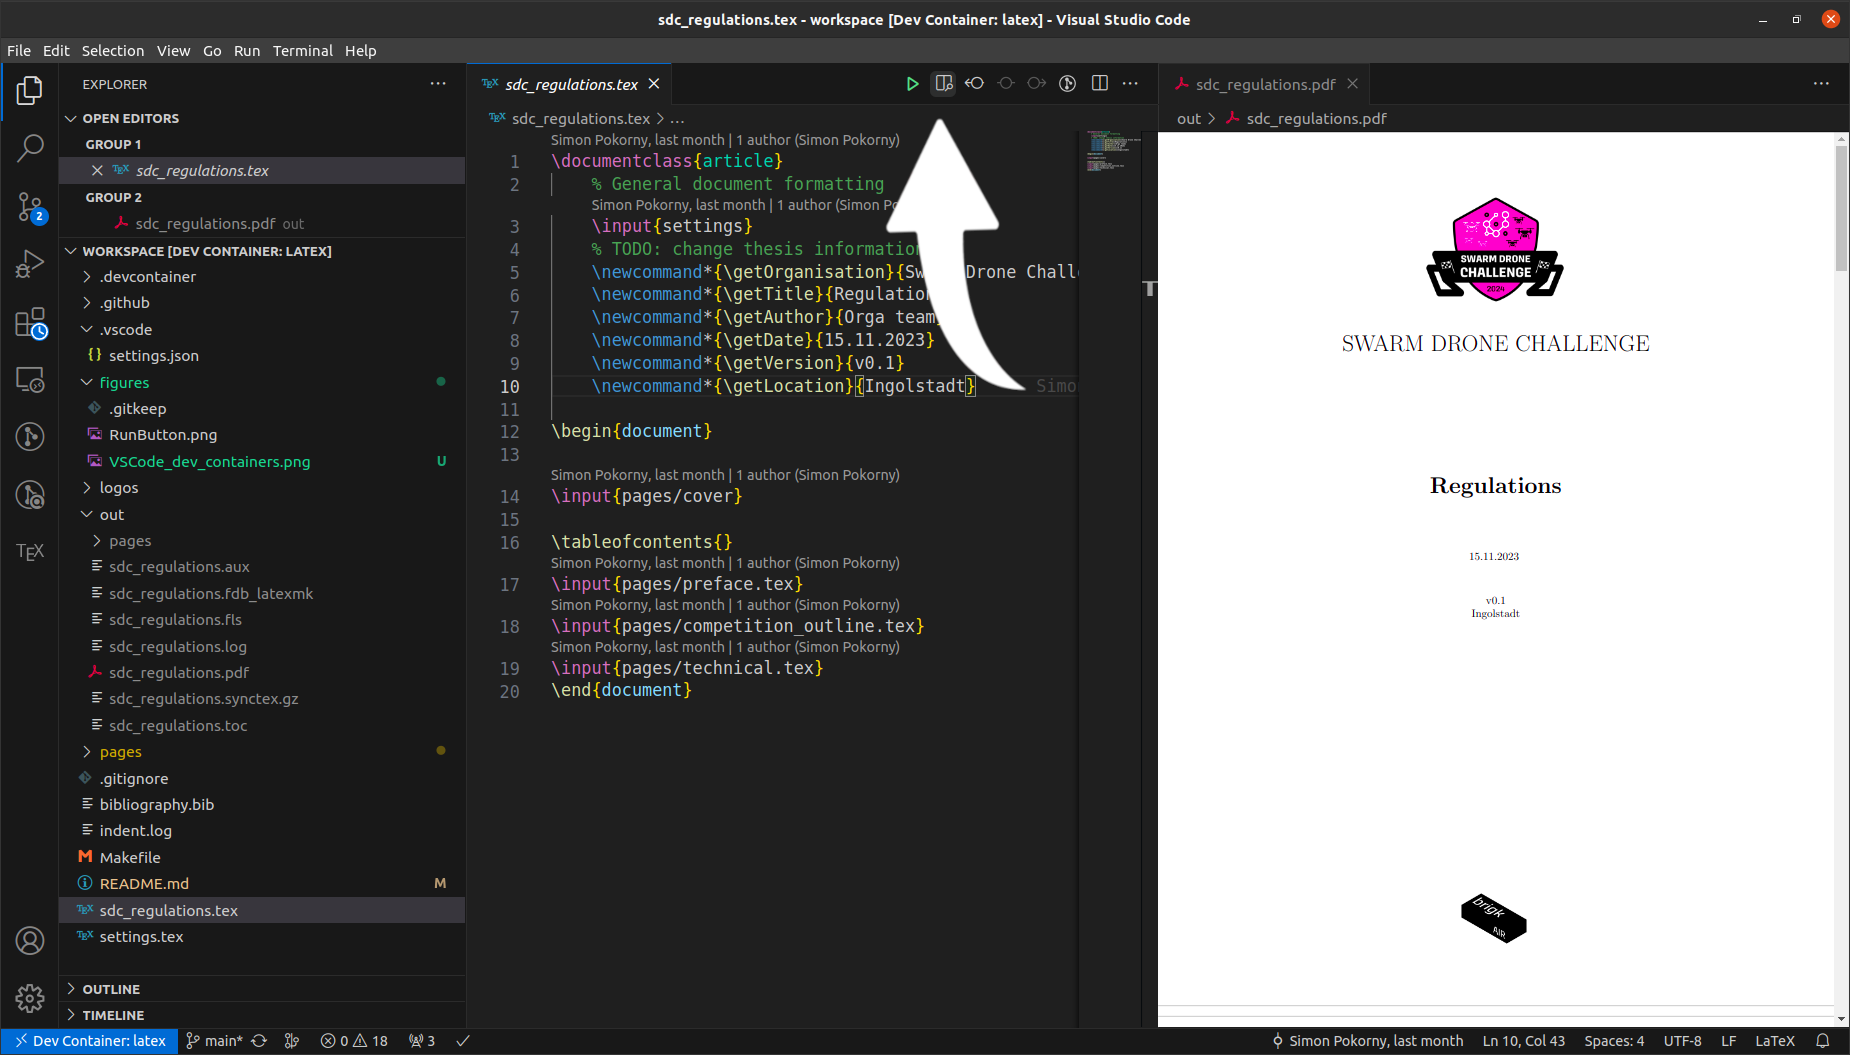 sdc_regulations.tex - workspace [Dev Container: latex] - Visual Studio Code
File Edit Selection View Go Run Terminal Help
EXPLORER
OPEN EDITORS
GROUP 1
sdc_regulations.tex
GROUP 2
sdc_regulations.pdf out
WORKSPACE [DEV CONTAINER: LATEX]
.devcontainer
.github
.vscode
settings.json
figures
.gitkeep
RunButton.png
VSCode_dev_containers.png U
logos
out
pages
sdc_regulations.aux
sdc_regulations.fdb_latexmk
sdc_regulations.fls
sdc_regulations.log
sdc_regulations.pdf
sdc_regulations.synctex.gz
sdc_regulations.toc
pages
.gitignore
bibliography.bib
indent.log
Makefile
README.md M
sdc_regulations.tex
settings.tex
OUTLINE
TIMELINE
2
TEX
sdc_regulations.tex
sdc_regulations.tex > ...
Simon Pokorny, last month | 1 author (Simon Pokorny)
1 \documentclass{article}
2 % General document formatting
Simon Pokorny, last month | 1 author (Simon
3 \input{settings}
4 % TODO: change thesis information
5 \newcommand*{\getOrganisation}{Swarm Drone Chall
6 \newcommand*{\getTitle}{Regulation
7 \newcommand*{\getAuthor}{Orga team
8 \newcommand*{\getDate}{15.11.2023}
9 \newcommand*{\getVersion}{v0.1}
10 \newcommand*{\getLocation}{Ingolstadt} Simo
11
12 \begin{document}
13
Simon Pokorny, last month | 1 author (Simon Pokorny)
14 \input{pages/cover}
15
16 \tableofcontents{}
Simon Pokorny, last month | 1 author (Simon Pokorny)
17 \input{pages/preface.tex}
Simon Pokorny, last month | 1 author (Simon Pokorny)
18 \input{pages/competition_outline.tex}
Simon Pokorny, last month | 1 author (Simon Pokorny)
19 \input{pages/technical.tex}
20 \end{document}
sdc_regulations.pdf
out > sdc_regulations.pdf
SWARM DRONE
CHALLENGE
2024
SWARM DRONE CHALLENGE
Regulations
15.11.2023
v0.1
Ingolstadt
brigk
AIR
Dev Container: latex main* 0 18 3 Simon Pokorny, last month Ln 10, Col 43 Spaces: 4 UTF-8 LF LaTeX